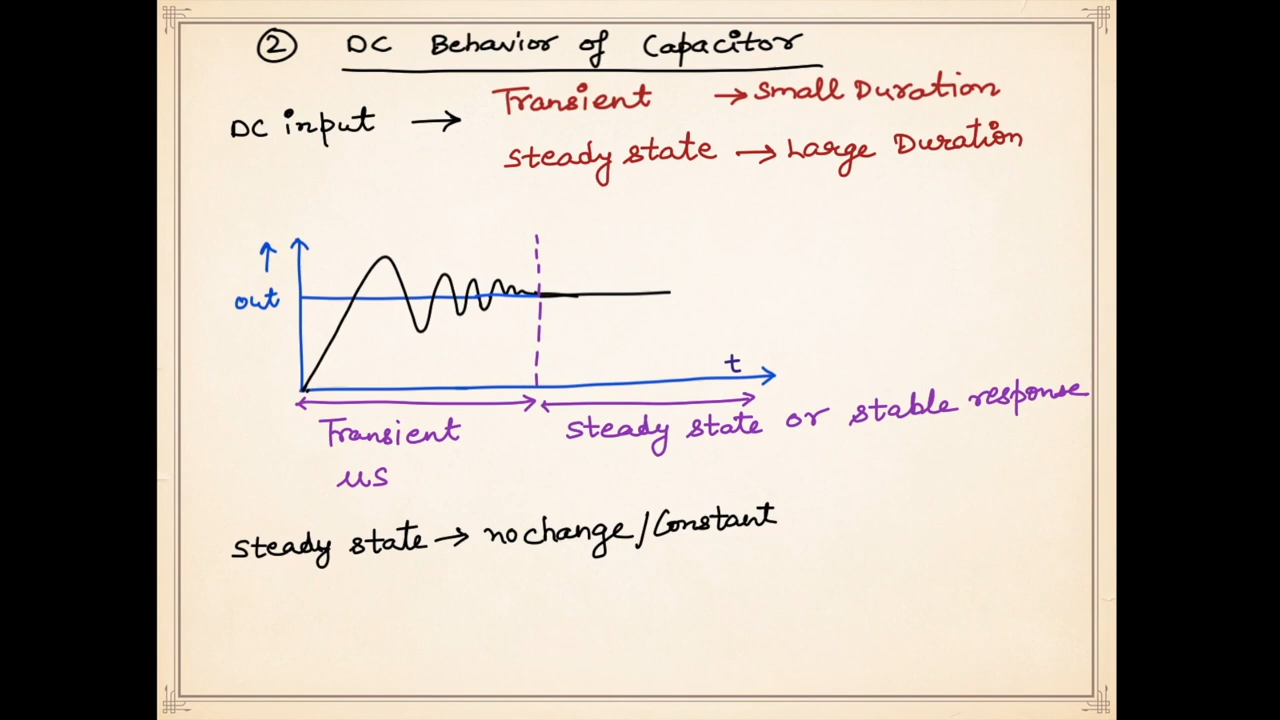 ② DC Behavior of Capacitor
DC input → Transient → Small Duration
Steady state → Large Duration
↑
out
t
Transient
μs
Steady state or stable response
Steady state → no change/Constant